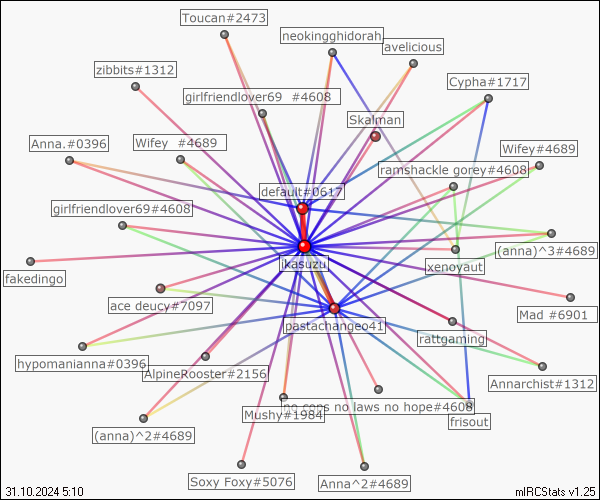 Toucan#2473
neokingghidorah
avelicious
zibbits#1312
Cypha#1717
girlfriendlover69 #4608
Skalman
Anna.#0396
Wifey #4689
Wifey#4689
ramshackle gorey#4608
default#0617
girlfriendlover69#4608
(anna)^3#4689
ikasuzu
xenoyaut
fakedingo
ace deucy#7097
Mad #6901
pastachangeo41
rattgaming
hypomanianna#0396
AlpineRooster#2156
Annarchist#1312
no cops no laws no hope#4608
Mushy#1984
frisout
(anna)^2#4689
Soxy Foxy#5076
Anna^2#4689
31.10.2024 5:10
mIRCStats v1.25